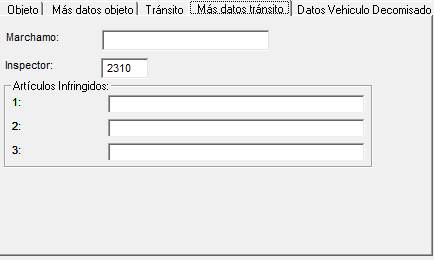 Objeto Más datos objeto Tránsito Más datos tránsito Datos Vehiculo Decomisado
Marchamo:
Inspector: 2310
Artículos Infringidos:
1:
2:
3: